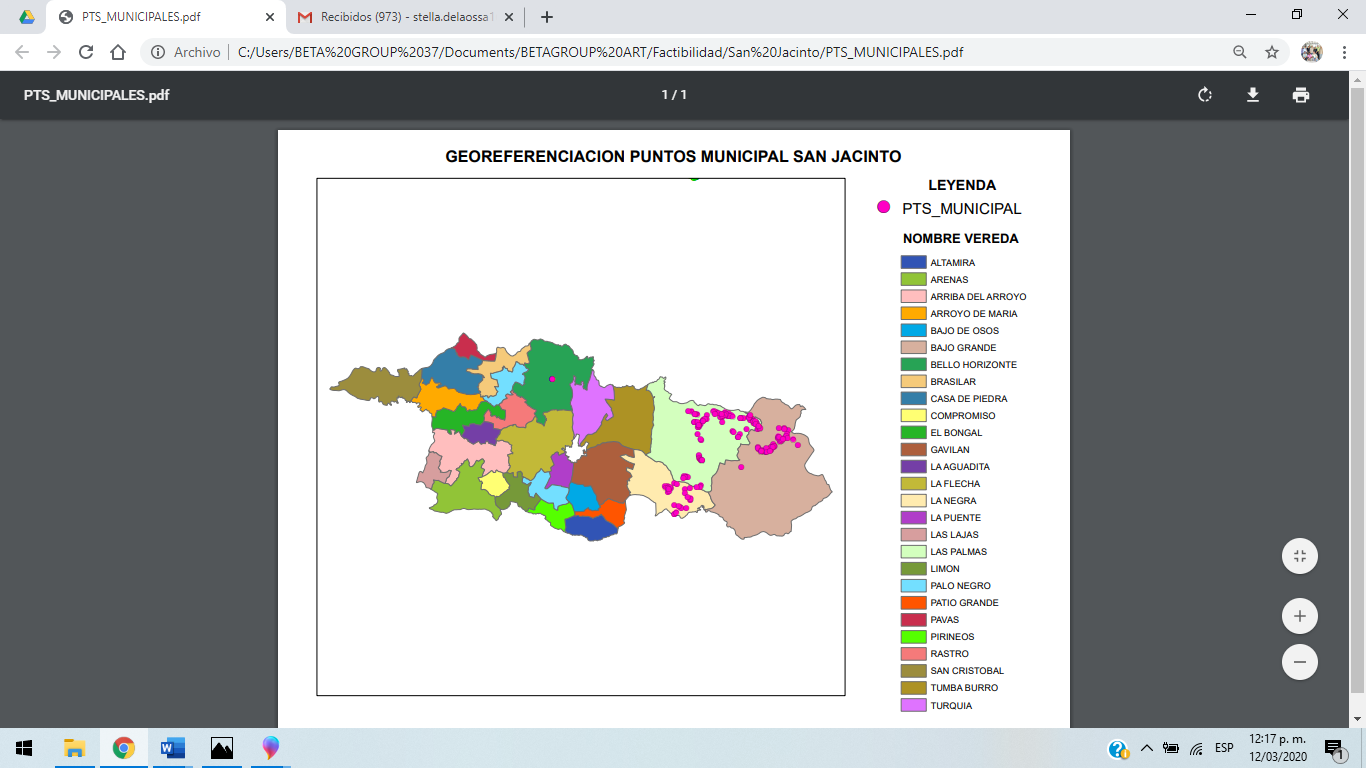 PTS_MUNICIPALES.pdf
Recibidos (973) - stella.delaossa1
Archivo
C:/Users/BETA%20GROUP%2037/Documents/BETAGROUP%20ART/Factibilidad/San%20Jacinto/PTS_MUNICIPALES.pdf
PTS_MUNICIPALES.pdf
1 / 1
GEOREFERENCIACION PUNTOS MUNICIPAL SAN JACINTO
LEYENDA
PTS_MUNICIPAL
NOMBRE VEREDA
ALTAMIRA
ARENAS
ARRIBA DEL ARROYO
ARROYO DE MARIA
BAJO DE OSOS
BAJO GRANDE
BELLO HORIZONTE
BRASILAR
CASA DE PIEDRA
COMPROMISO
EL BONGAL
GAVILAN
LA AGUADITA
LA FLECHA
LA NEGRA
LA PUENTE
LAS LAJAS
LAS PALMAS
LIMON
PALO NEGRO
PATIO GRANDE
PAVAS
PIRINEOS
RASTRO
SAN CRISTOBAL
TUMBA BURRO
TURQUIA
ESP
12:17 p. m.
12/03/2020
1